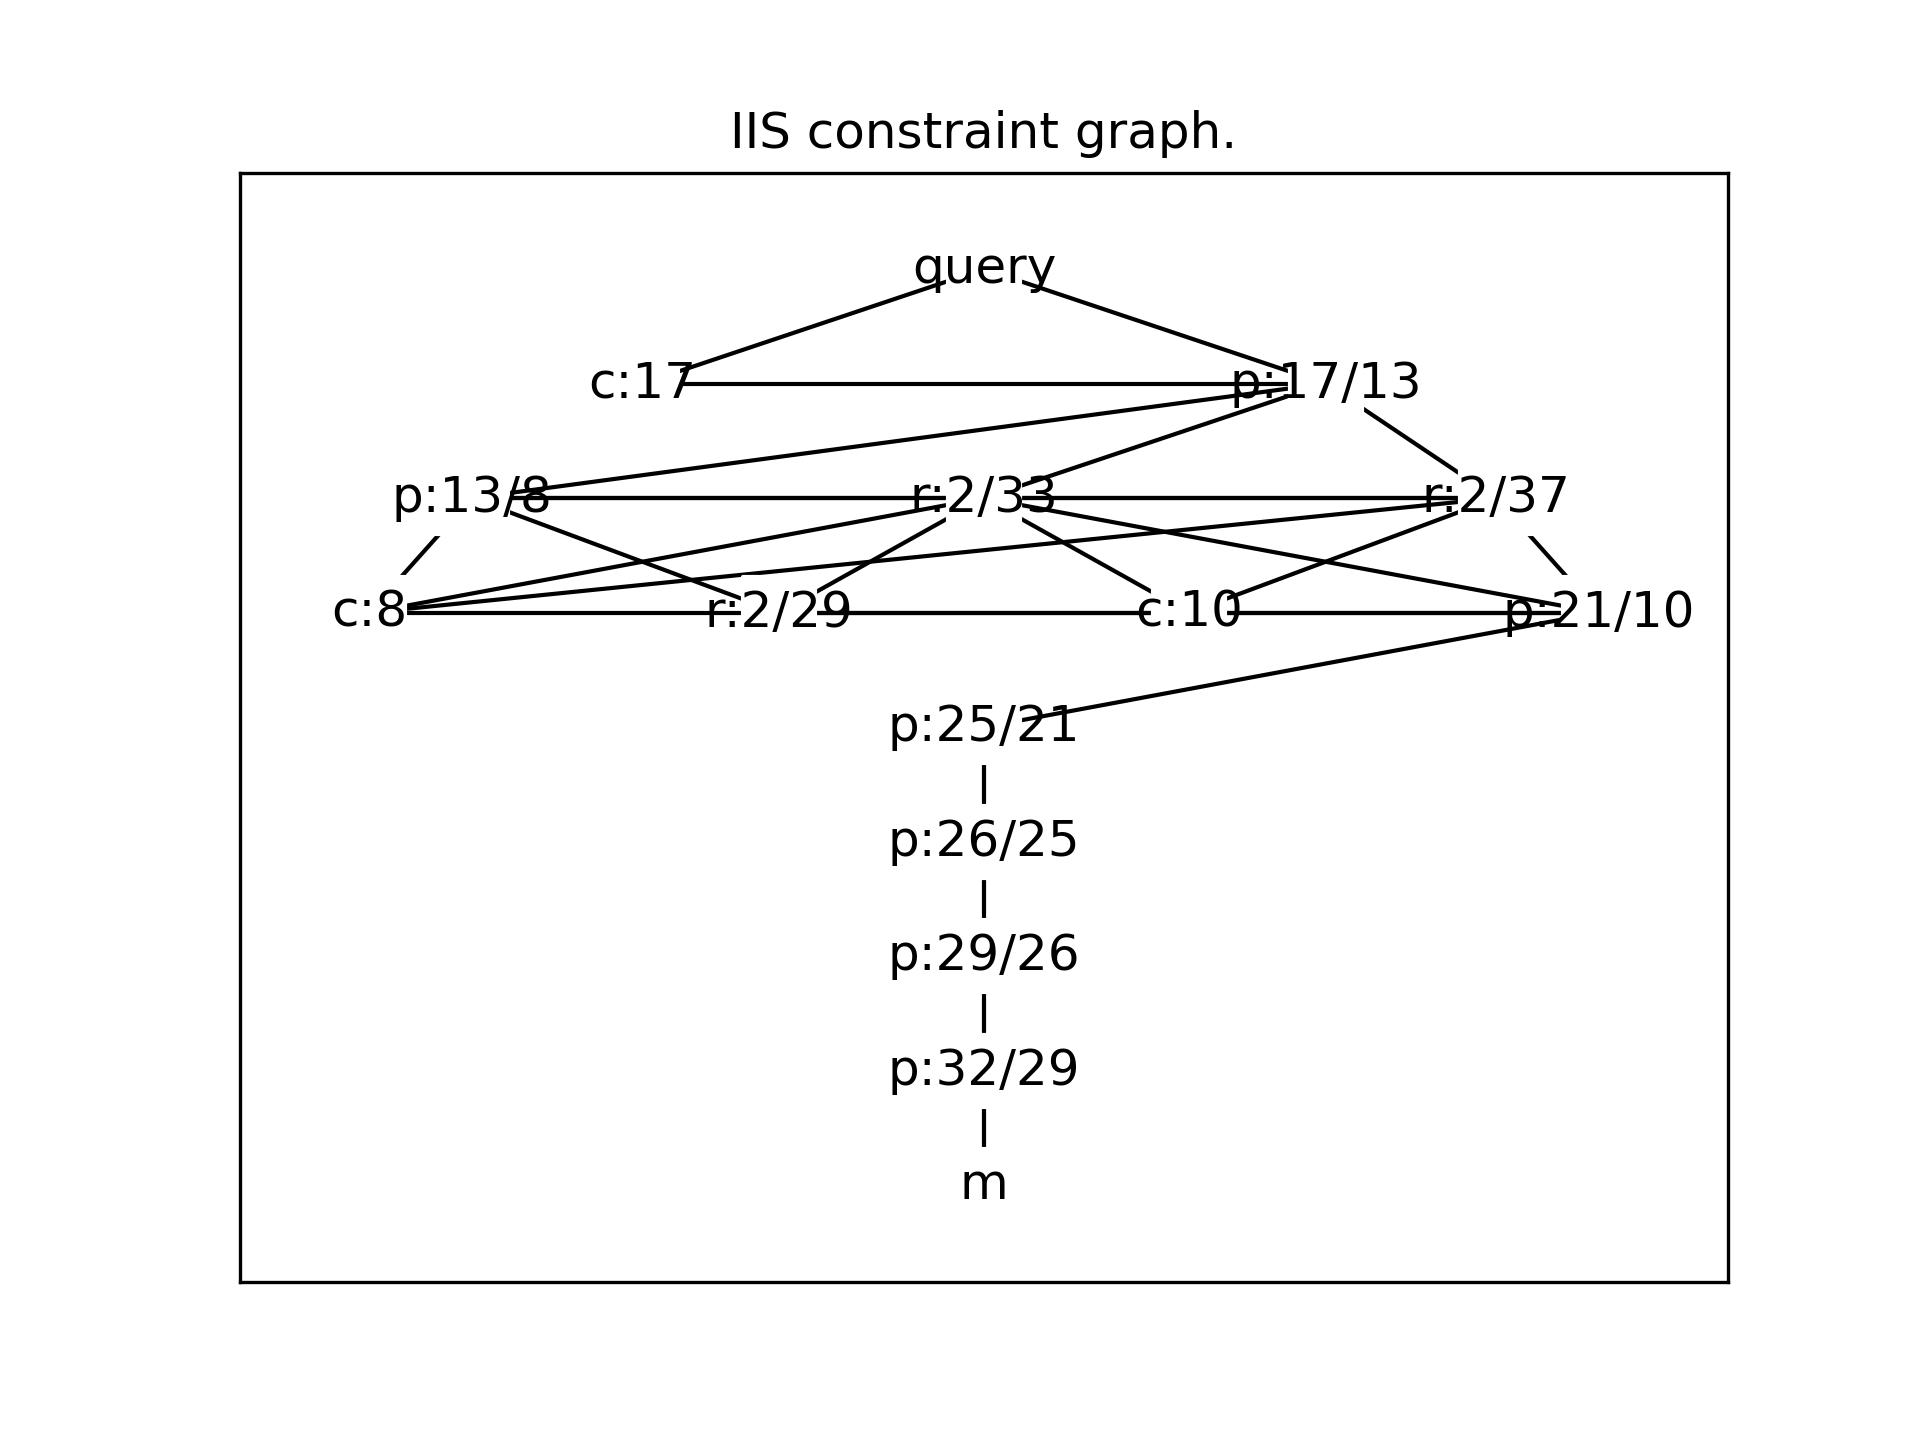 IIS constraint graph.
query
c:17 p:17/13
p:13/8 r:2/33 r:2/37
c:8 r:2/29 c:10 p:21/10
p:25/21
p:26/25
p:29/26
p:32/29
m